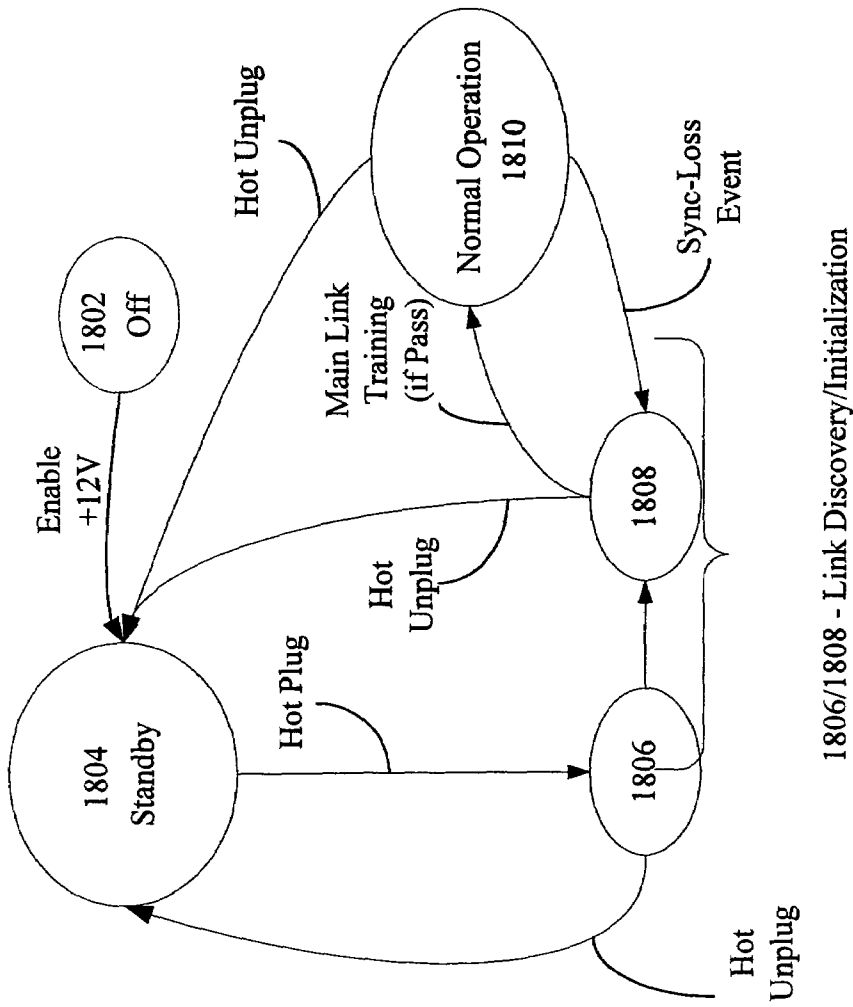 1802
Off
Enable
+12V
1804
Standby
Hot Unplug
Normal Operation
1810
Main Link
Training
(if Pass)
Hot
Unplug
Hot Plug
Sync-Loss
Event
1808
1806
Hot
Unplug
1806/1808 - Link Discovery/Initialization